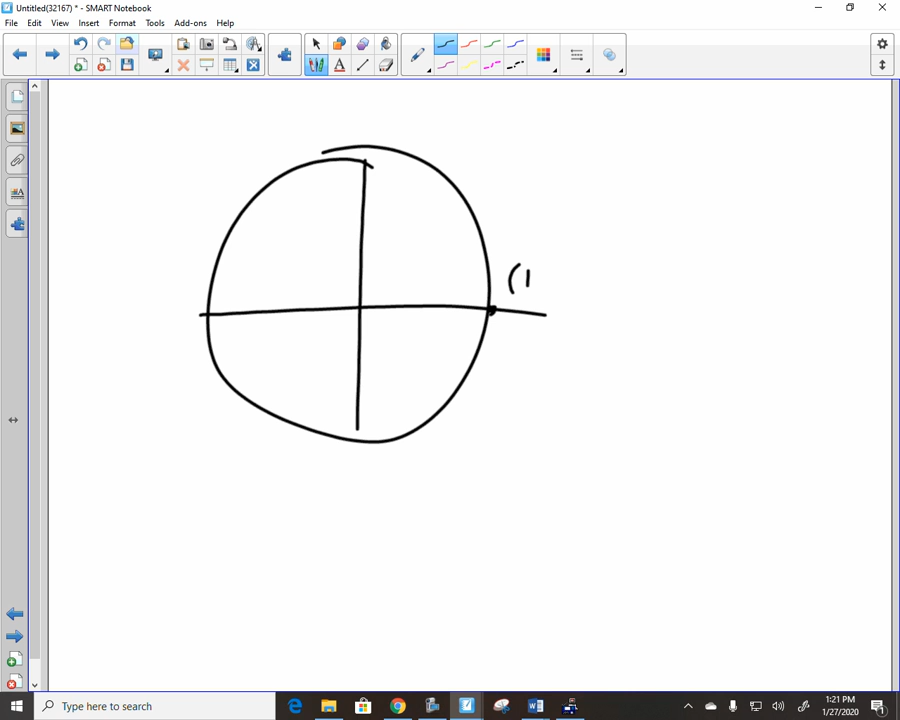 Untitled(32167) * - SMART Notebook
File Edit View Insert Format Tools Add-ons Help
(1
Type here to search
1:21 PM
1/27/2020